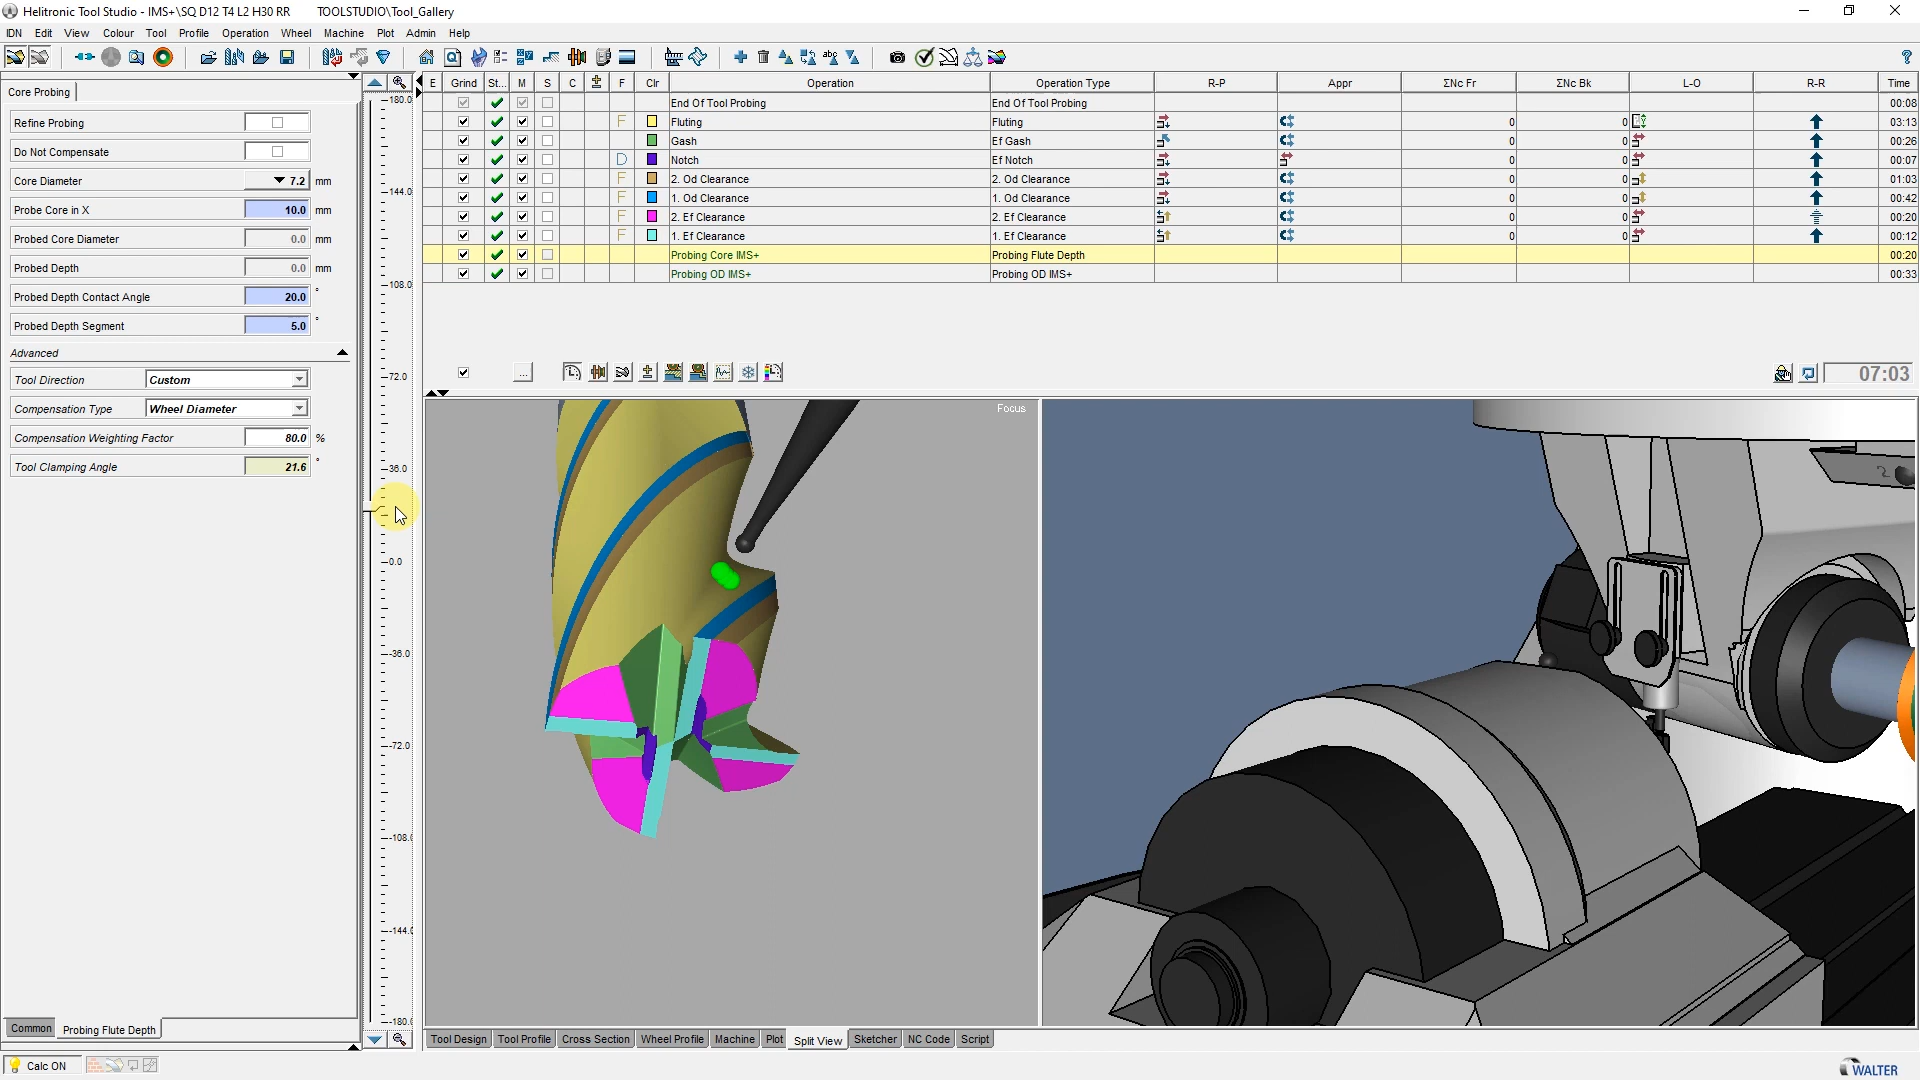 Helitronic Tool Studio - IMS+\SQ D12 T4 L2 H30 RR TOOLSTUDIO\Tool_Gallery
IDN Edit View Colour Tool Profile Operation Wheel Machine Plot Admin Help
Core Probing
Refine Probing
Do Not Compensate
Core Diameter 7.2 mm
Probe Core in X 10.0 mm
Probed Core Diameter 0.0 mm
Probed Depth 0.0 mm
Probed Depth Contact Angle 20.0 °
Probed Depth Segment 5.0 °
Advanced
Tool Direction Custom
Compensation Type Wheel Diameter
Compensation Weighting Factor 80.0 %
Tool Clamping Angle 21.6 °
Common Probing Flute Depth
Calc ON
180.0
144.0
108.0
72.0
36.0
0.0
-36.0
-72.0
-108.0
-144.0
-180.0
E Grind St... M S C ± F Clr Operation Operation Type R-P Appr ΣNc Fr ΣNc Bk L-O R-R Time
End Of Tool Probing End Of Tool Probing 00:08
F Fluting Fluting 0 0 03:13
Gash Ef Gash 0 0 00:26
D Notch Ef Notch 0 0 00:07
F 2. Od Clearance 2. Od Clearance 0 0 01:03
F 1. Od Clearance 1. Od Clearance 0 0 00:42
F 2. Ef Clearance 2. Ef Clearance 0 0 00:20
F 1. Ef Clearance 1. Ef Clearance 0 0 00:12
Probing Core IMS+ Probing Flute Depth 00:20
Probing OD IMS+ Probing OD IMS+ 00:33
... 07:03
Focus
Tool Design Tool Profile Cross Section Wheel Profile Machine Plot Split View Sketcher NC Code Script
WALTER